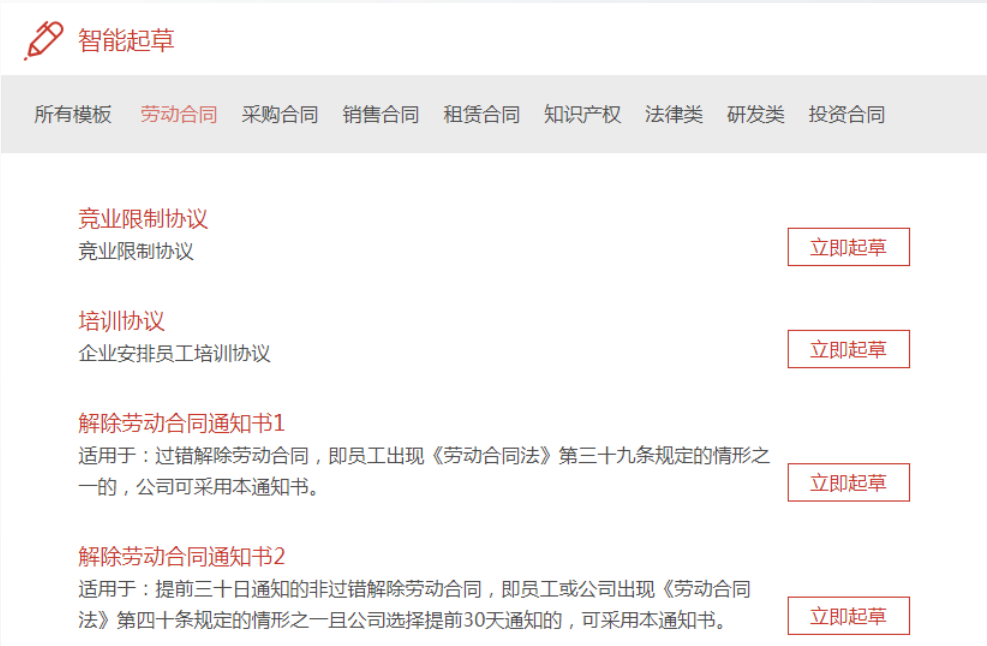 智能起草
所有模板 劳动合同 采购合同 销售合同 租赁合同 知识产权 法律类 研发类 投资合同
竞业限制协议
竞业限制协议
立即起草
培训协议
企业安排员工培训协议
立即起草
解除劳动合同通知书1
适用于：过错解除劳动合同，即员工出现《劳动合同法》第三十九条规定的情形之
一的，公司可采用本通知书。
立即起草
解除劳动合同通知书2
适用于：提前三十日通知的非过错解除劳动合同，即员工或公司出现《劳动合同
法》第四十条规定的情形之一且公司选择提前30天通知的，可采用本通知书。
立即起草